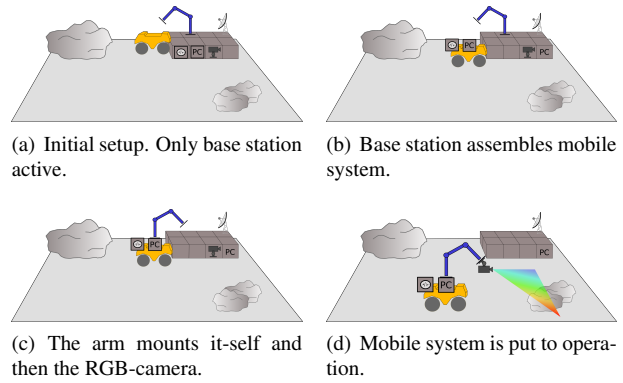 PC
PC
PC
PC
(a) Initial setup. Only base station
active.
(b) Base station assembles mobile
system.
PC
PC
PC
(c) The arm mounts it-self and
then the RGB-camera.
(d) Mobile system is put to opera-
tion.